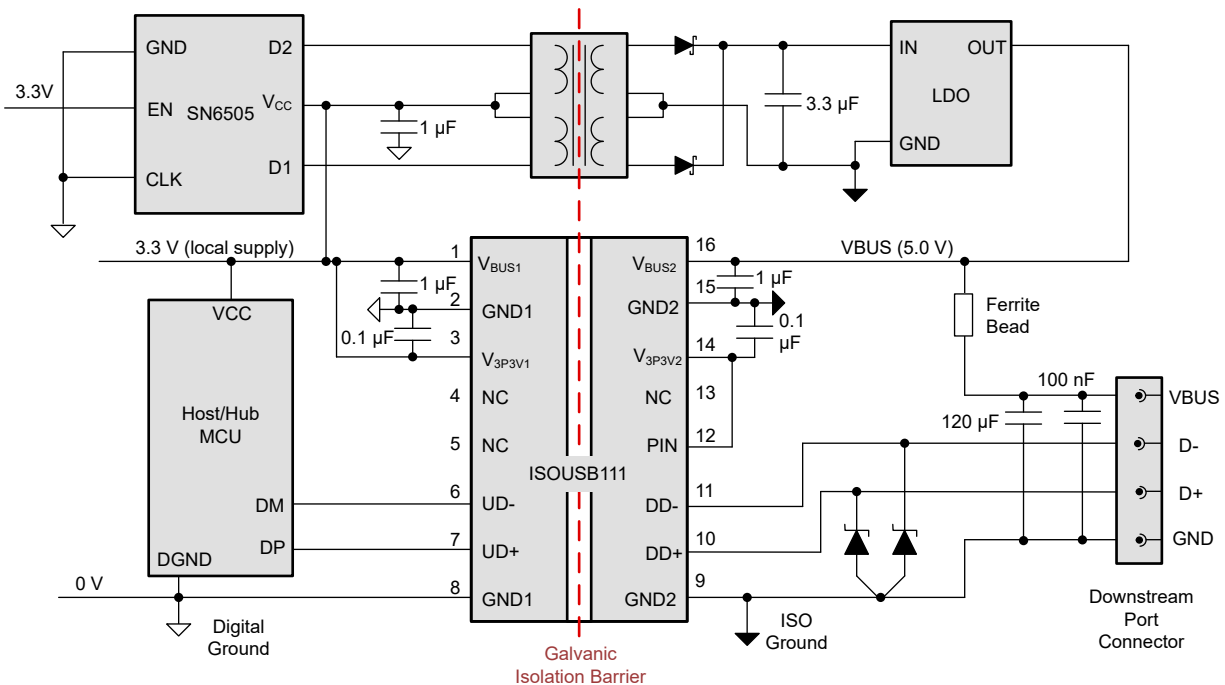 GND
D2
3.3V
EN
SN6505
VCC
1 µF
CLK
D1
IN
OUT
LDO
3.3 µF
GND
3.3 V (local supply)
1
VBUS1
1 µF
2
GND1
0.1 µF
3
V3P3V1
4
NC
5
NC
6
UD-
7
UD+
8
GND1
ISOUSB111
16
VBUS2
VBUS (5.0 V)
1 µF
15
GND2
0.1
µF
14
V3P3V2
13
NC
12
PIN
11
DD-
10
DD+
9
GND2
VCC
Host/Hub
MCU
DM
DP
DGND
0 V
Digital
Ground
ISO
Ground
Galvanic
Isolation Barrier
Ferrite
Bead
100 nF
120 µF
VBUS
D-
D+
GND
Downstream
Port
Connector